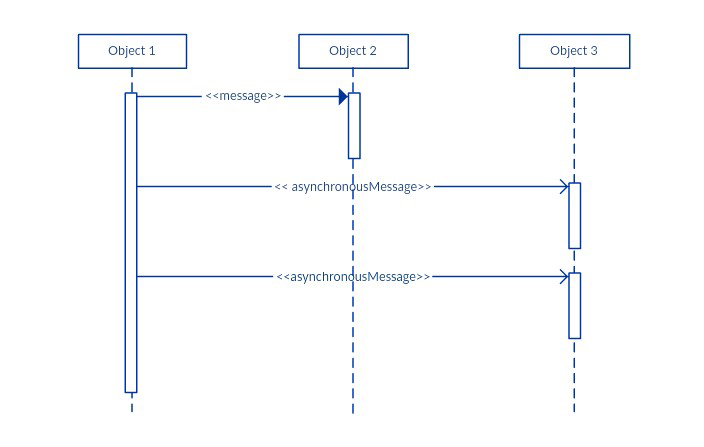 Object 1
Object 2
Object 3
<<message>>
<< asynchronousMessage>>
<<asynchronousMessage>>